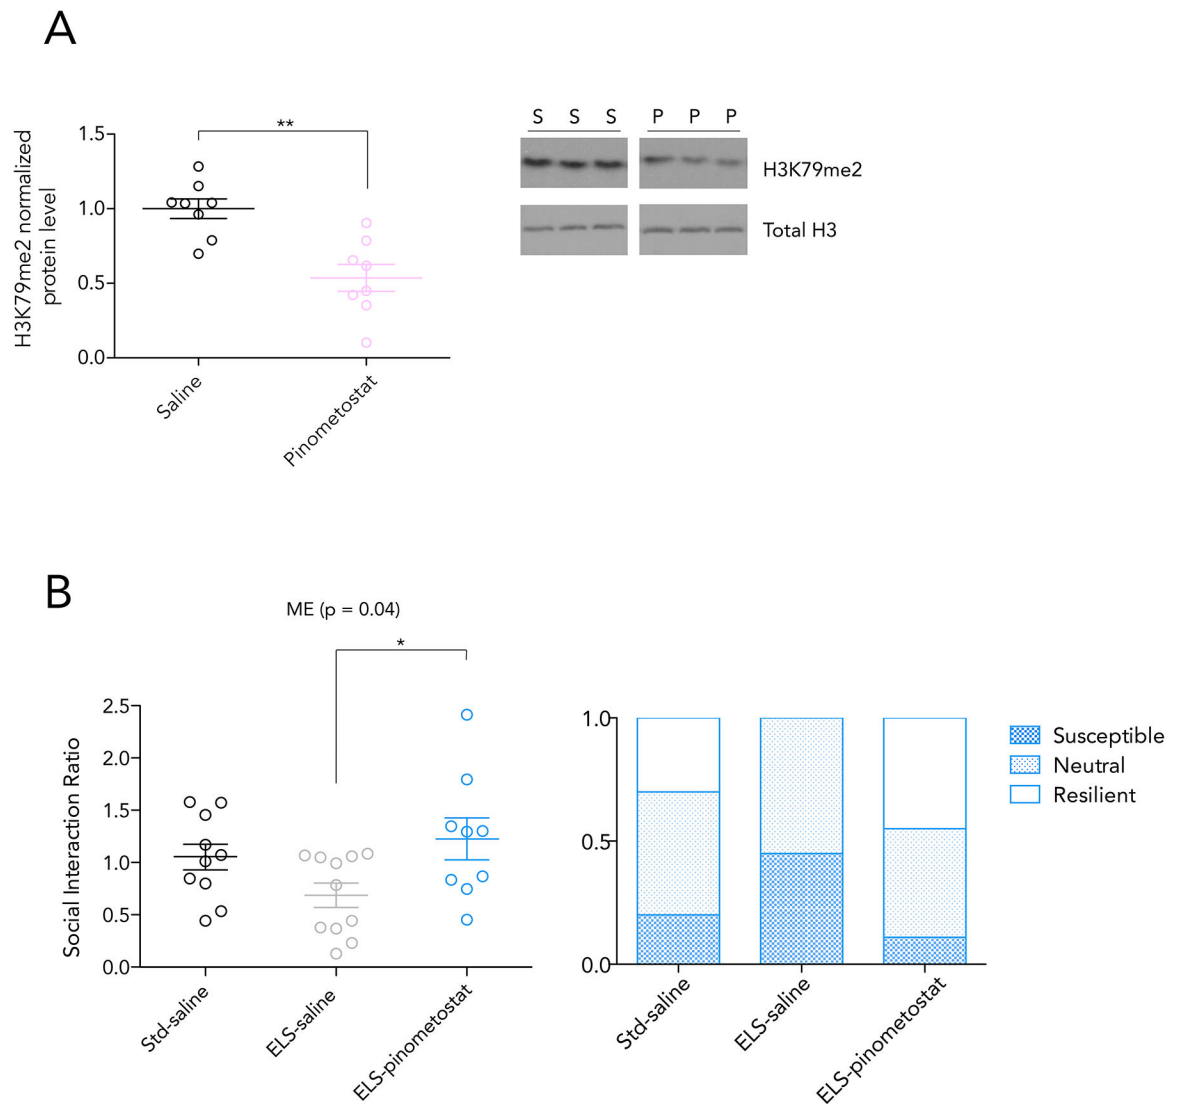 A
H3K79me2 normalized
protein level
1.5
1.0
0.5
0.0
**
Saline
Pinometostat
S S S P P P
H3K79me2
Total H3
B
ME (p = 0.04)
*
Social Interaction Ratio
2.5
2.0
1.5
1.0
0.5
0.0
Std-saline
ELS-saline
ELS-pinometostat
1.0
0.5
0.0
Std-saline
ELS-saline
ELS-pinometostat
Susceptible
Neutral
Resilient